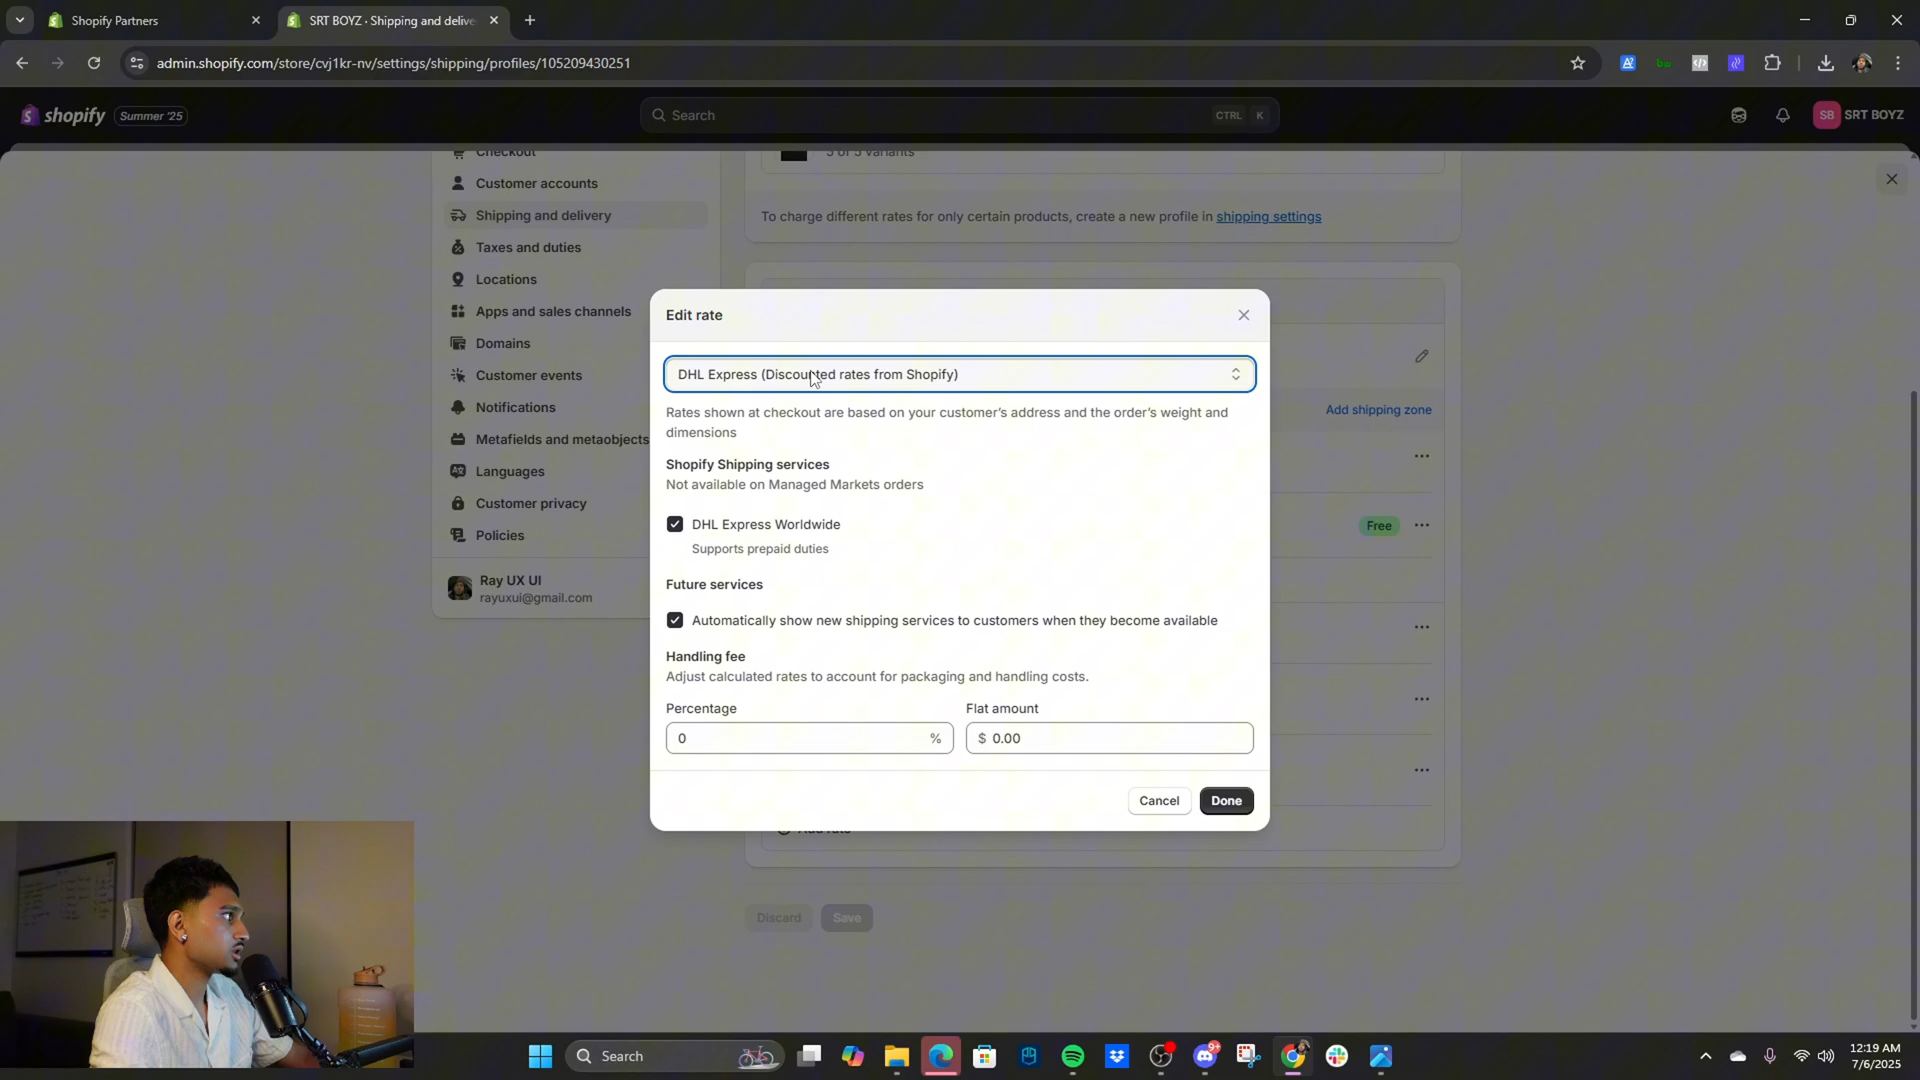 Shopify Partners
SRT BOYZ · Shipping and delive
admin.shopify.com/store/cvj1kr-nv/settings/shipping/profiles/105209430251
shopify
Summer '25
Search
CTRL K
SB SRT BOYZ
Checkout
Customer accounts
Shipping and delivery
Taxes and duties
Locations
Apps and sales channels
Domains
Customer events
Notifications
Metafields and metaobjects
Languages
Customer privacy
Policies
Ray UX UI
rayuxui@gmail.com
5 of 5 variants
To charge different rates for only certain products, create a new profile in shipping settings
Add shipping zone
Free
Edit rate
DHL Express (Discounted rates from Shopify)
Rates shown at checkout are based on your customer's address and the order's weight and
dimensions
Shopify Shipping services
Not available on Managed Markets orders
DHL Express Worldwide
Supports prepaid duties
Future services
Automatically show new shipping services to customers when they become available
Handling fee
Adjust calculated rates to account for packaging and handling costs.
Percentage
Flat amount
0 %
$ 0.00
Cancel
Done
Add rate
Discard
Save
Search
9+
12:19 AM
7/6/2025